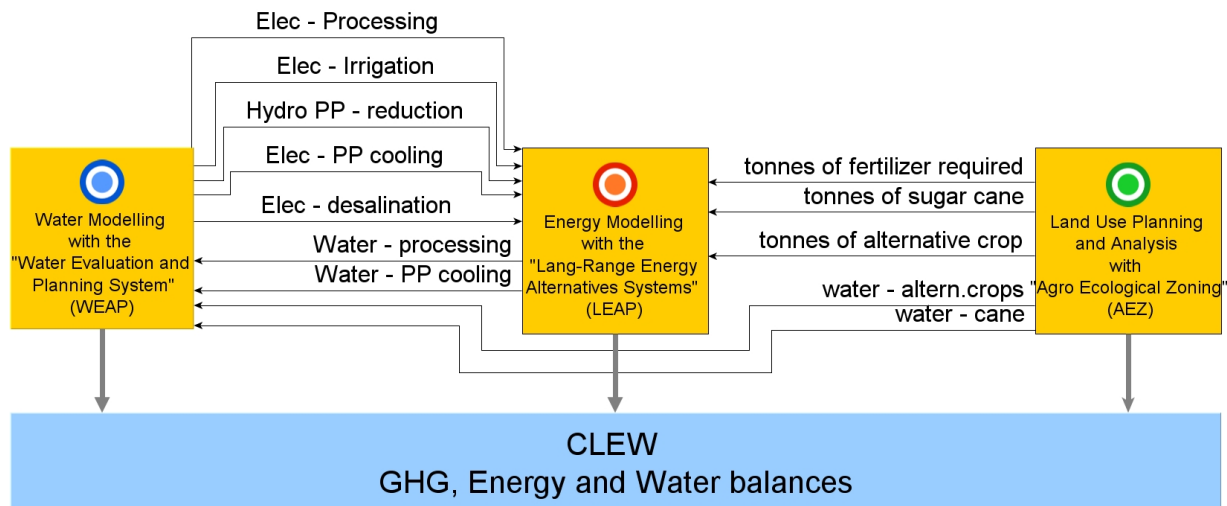 Elec - Processing
Elec - Irrigation
Hydro PP - reduction
Elec - PP cooling
Elec - desalination
Water - processing
Water - PP cooling
Water Modelling
with the
"Water Evaluation and
Planning System"
(WEAP)
Energy Modelling
with the
"Lang-Range Energy
Alternatives Systems"
(LEAP)
tonnes of fertilizer required
tonnes of sugar cane
tonnes of alternative crop
water - altern.crops
water - cane
Land Use Planning
and Analysis
with
"Agro Ecological Zoning"
(AEZ)
CLEW
GHG, Energy and Water balances